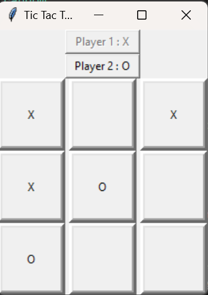 Tic Tac T...
Player 1 : X
Player 2 : O
X X
X O
O